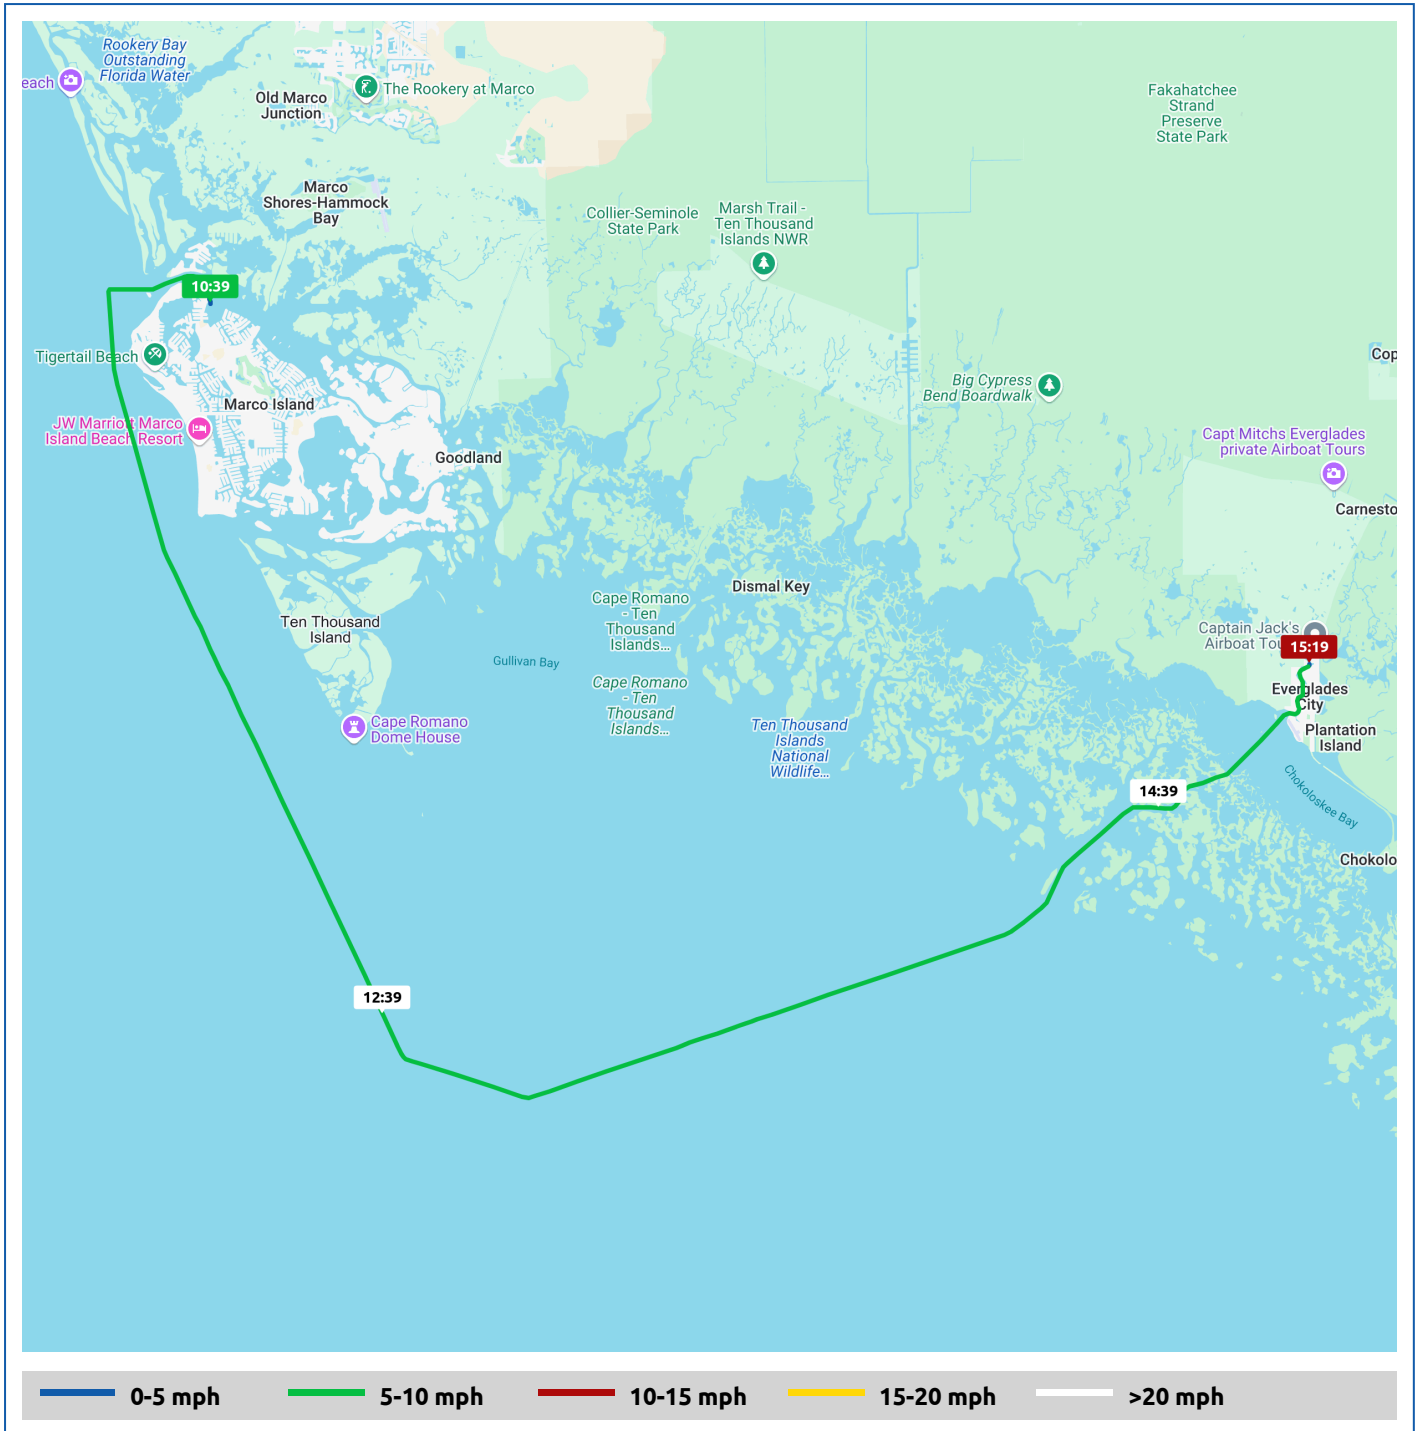 Rookery Bay
Outstanding
Florida Water
each
The Rookery at Marco
Old Marco
Junction
Fakahatchee
Strand
Preserve
State Park
Marco
Shores-Hammock
Bay
Collier-Seminole
State Park
Marsh Trail -
Ten Thousand
Islands NWR
10:39
Tigertail Beach
Cop
Big Cypress
Bend Boardwalk
Marco Island
JW Marriott Marco
Island Beach Resort
Capt Mitchs Everglades
private Airboat Tours
Goodland
Carnesto
Dismal Key
Cape Romano
- Ten
Thousand
Islands...
Ten Thousand
Island
Captain Jack's
Airboat Tou
15:19
Gullivan Bay
Cape Romano
- Ten
Thousand
Islands...
Everglades
City
Cape Romano
Dome House
Ten Thousand
Islands
National
Wildlife...
Plantation
Island
14:39
Chokoloskee Bay
Chokolo
12:39
0-5 mph
5-10 mph
10-15 mph
15-20 mph
>20 mph